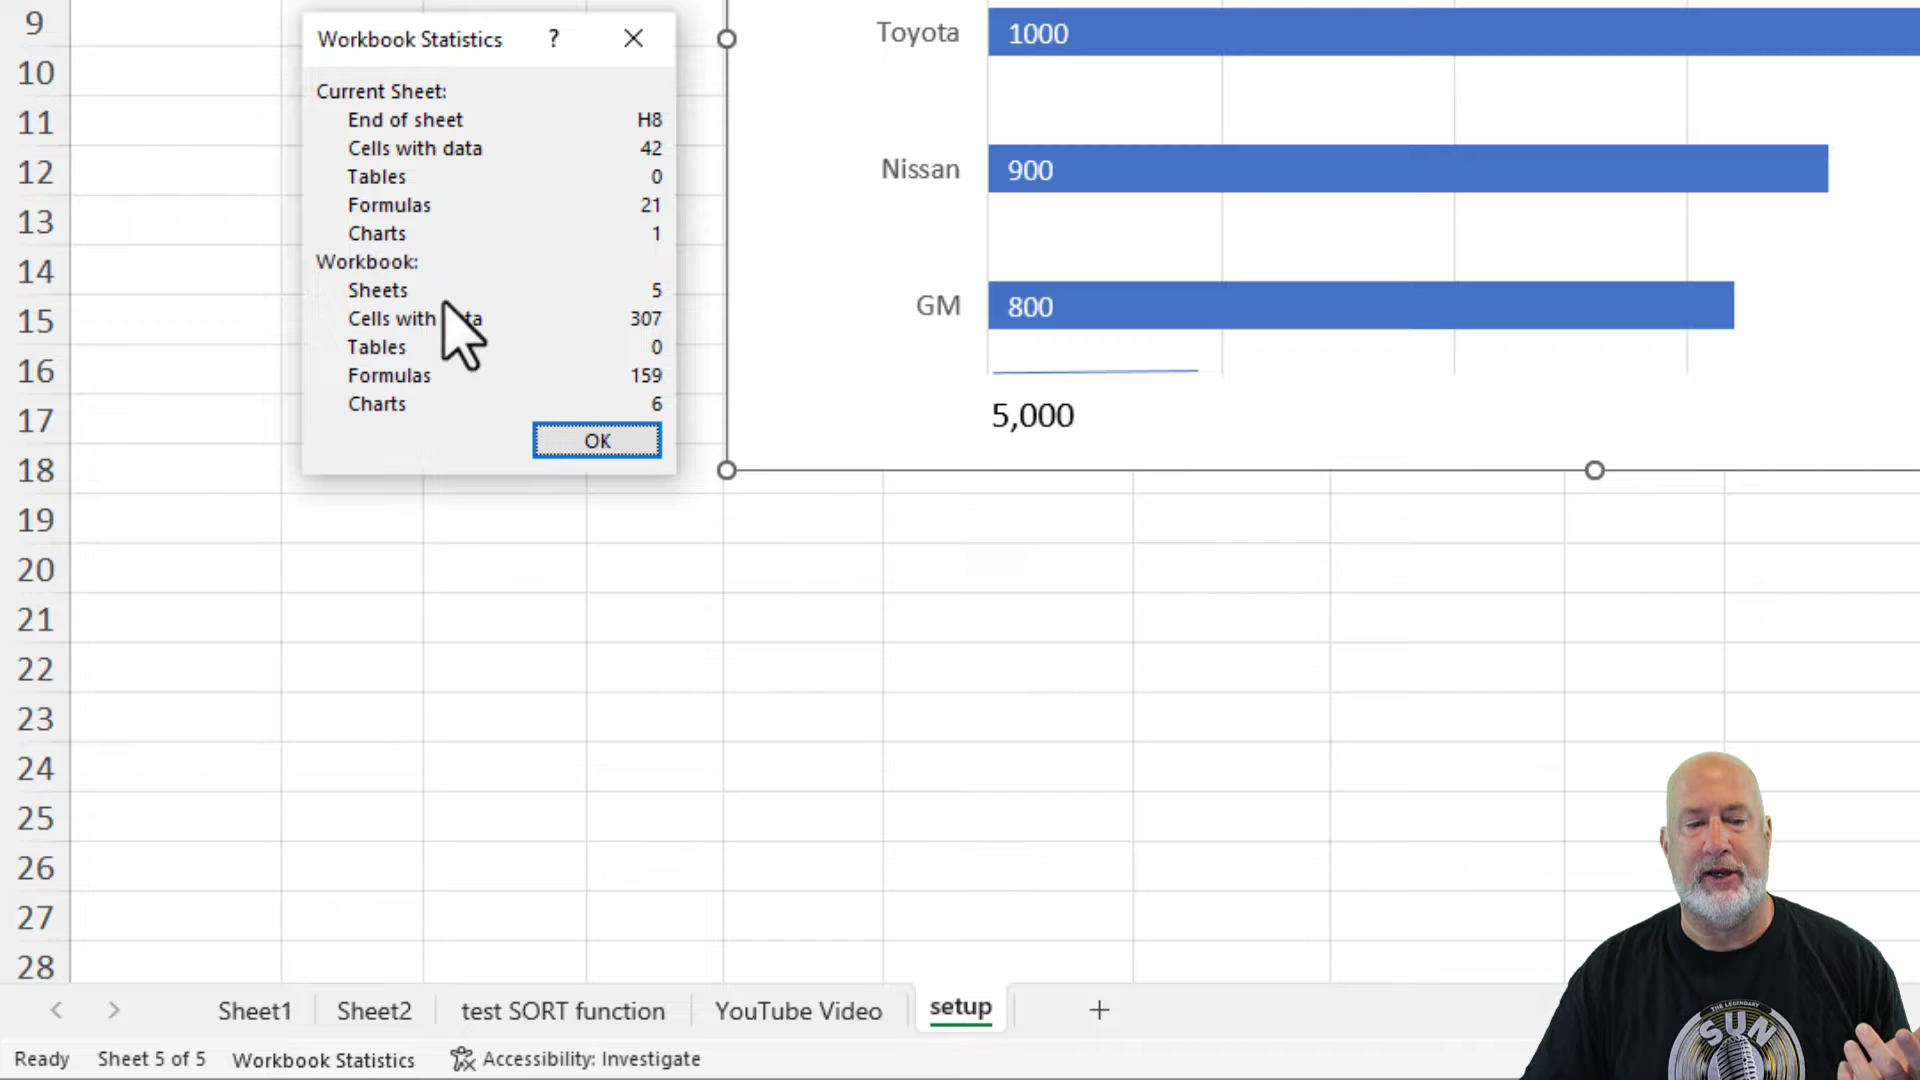 9
10
11
12
13
14
15
16
17
18
19
20
21
22
23
24
25
26
27
28
Workbook Statistics ? 
Current Sheet:
End of sheet H8
Cells with data 42
Tables 0
Formulas 21
Charts 1
Workbook:
Sheets 5
Cells with ta 307
Tables 0
Formulas 159
Charts 6
OK
Toyota 1000
Nissan 900
GM 800
5,000
THE LEGENDARY
SUN
Sheet1 Sheet2 test SORT function YouTube Video setup +
Ready Sheet 5 of 5 Workbook Statistics Accessibility: Investigate